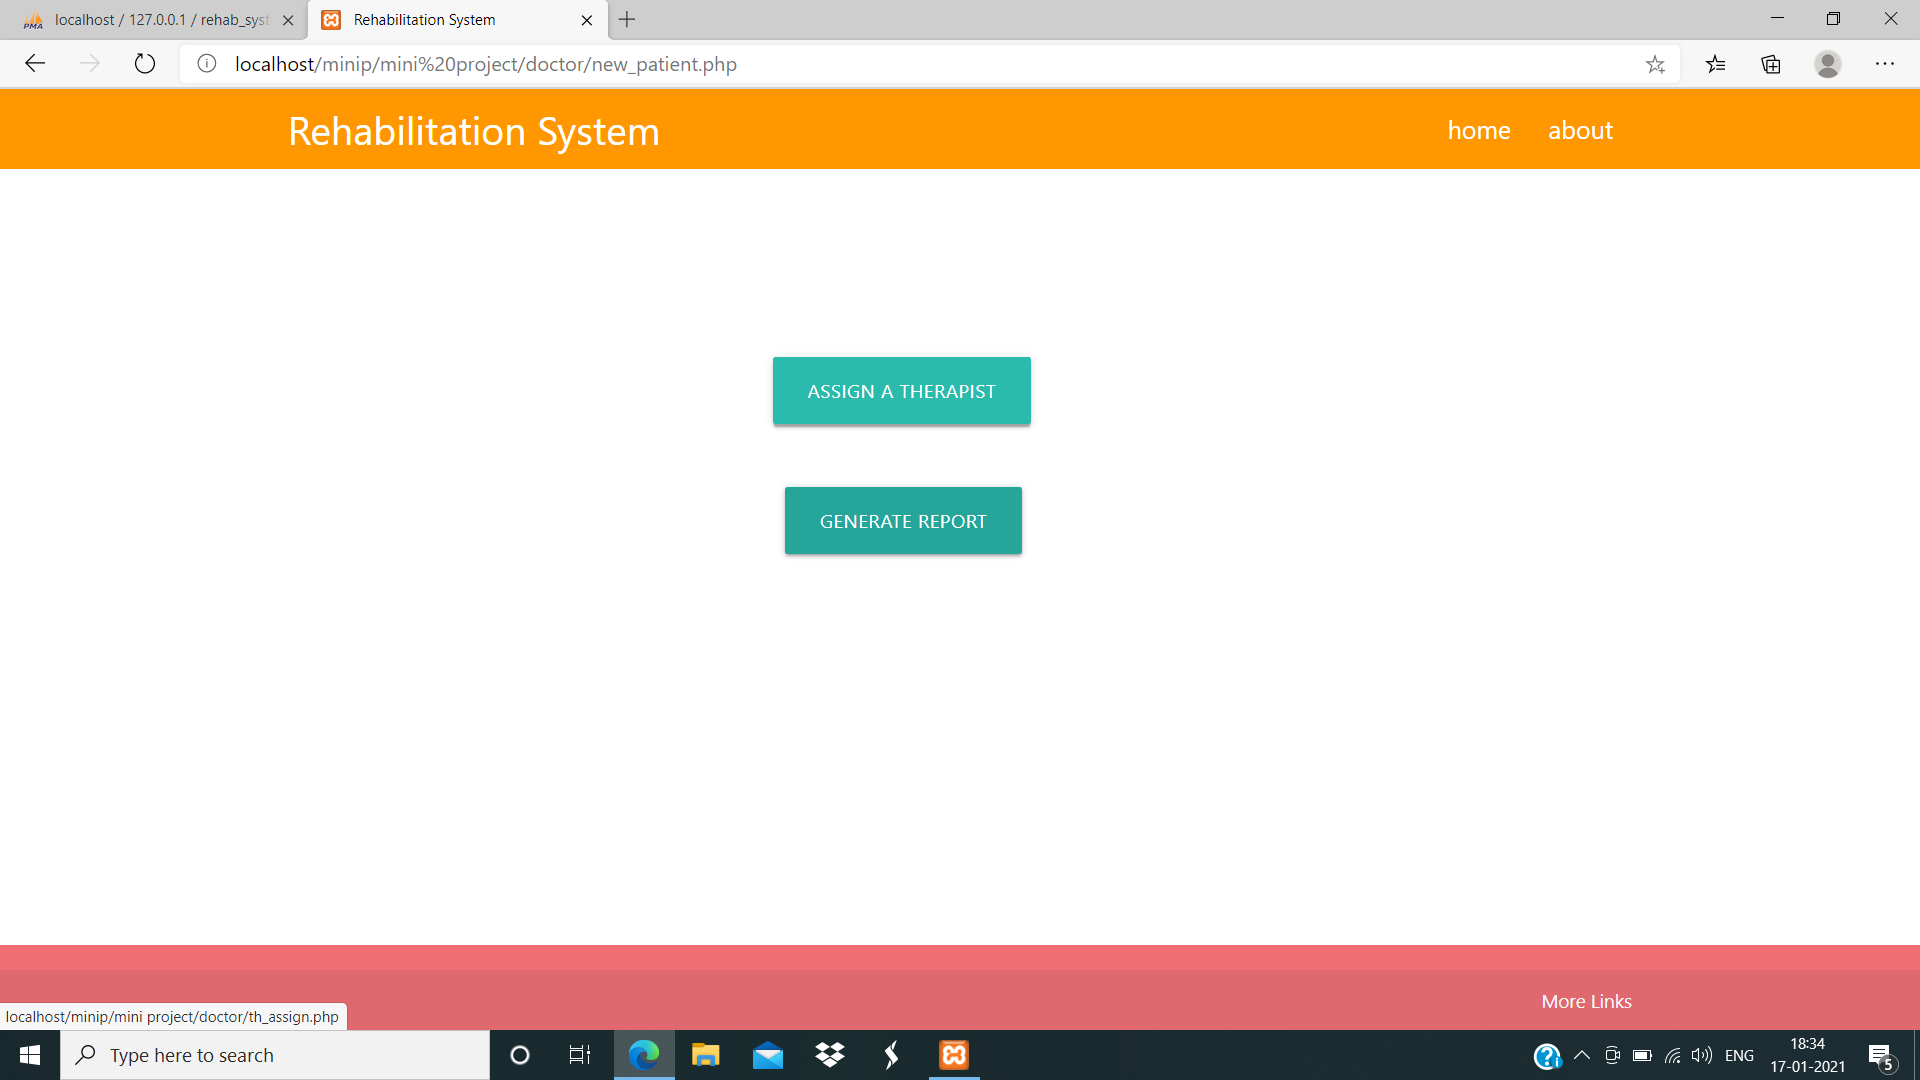 localhost / 127.0.0.1 / rehab_syst
Rehabilitation System
localhost/minip/mini%20project/doctor/new_patient.php
Rehabilitation System
home
about
ASSIGN A THERAPIST
GENERATE REPORT
More Links
localhost/minip/mini project/doctor/th_assign.php
Type here to search
ENG
18:34
17-01-2021
5
PMA